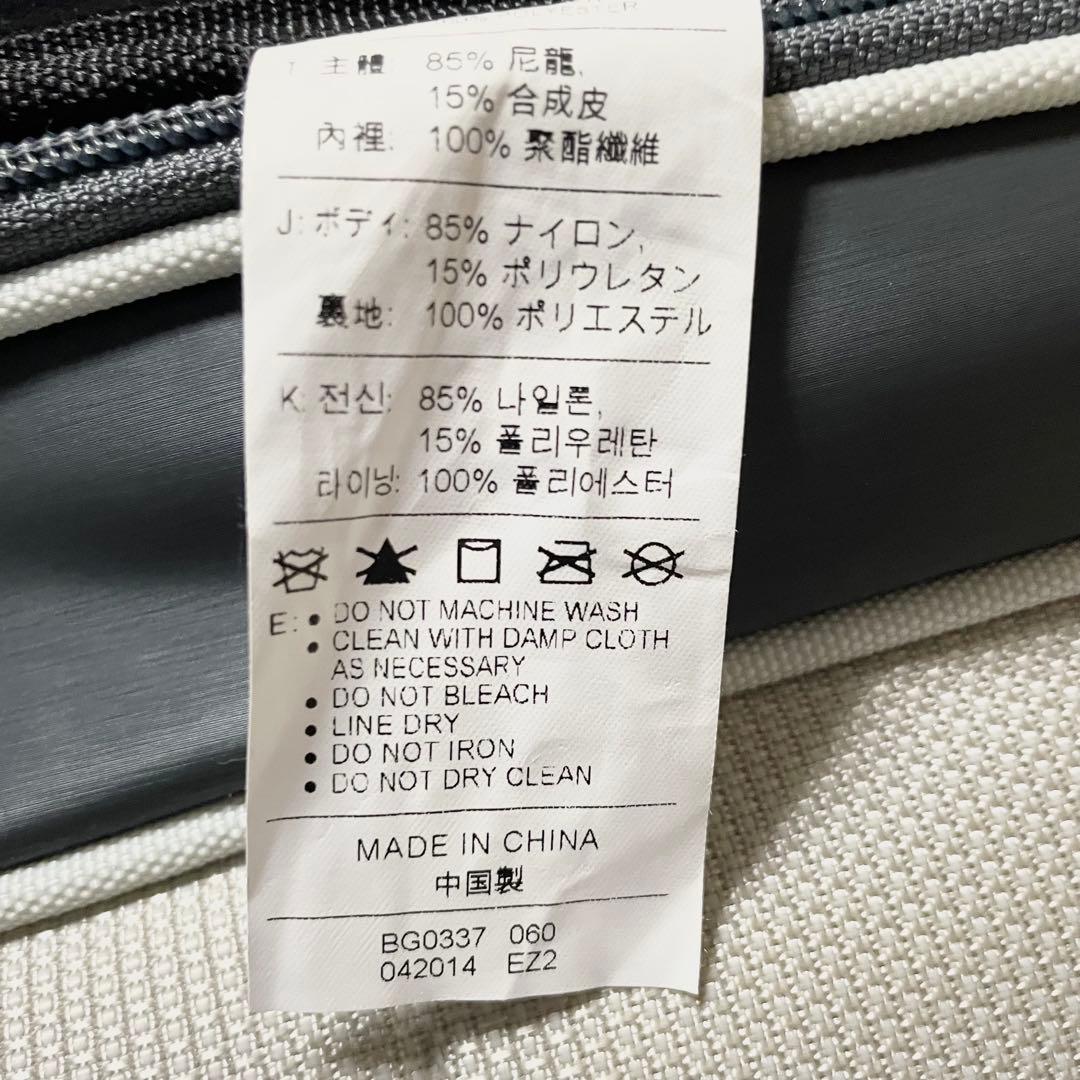 POLYESTER
T 主體: 85% 尼龍,
15% 合成皮
內裡: 100% 聚酯纖維
J: ボディ: 85% ナイロン,
15% ポリウレタン
裏地: 100% ポリエステル
K: 전신: 85% 나일론,
15% 폴리우레탄
라이닝: 100% 폴리에스터
E: • DO NOT MACHINE WASH
• CLEAN WITH DAMP CLOTH
AS NECESSARY
• DO NOT BLEACH
• LINE DRY
• DO NOT IRON
• DO NOT DRY CLEAN
MADE IN CHINA
中国製
BG0337 060
042014 EZ2